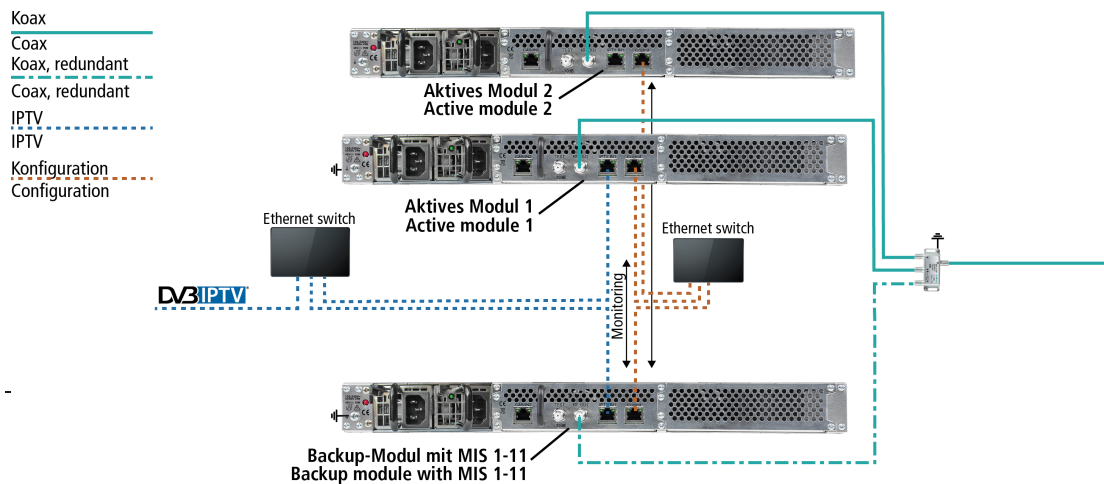 Koax
Coax
Koax, redundant
Coax, redundant
IPTV
IPTV
Konfiguration
Configuration
Aktives Modul 2
Active module 2
Aktives Modul 1
Active module 1
Ethernet switch
Ethernet switch
DVB IPTV
Monitoring
Backup-Modul mit MIS 1-11
Backup module with MIS 1-11